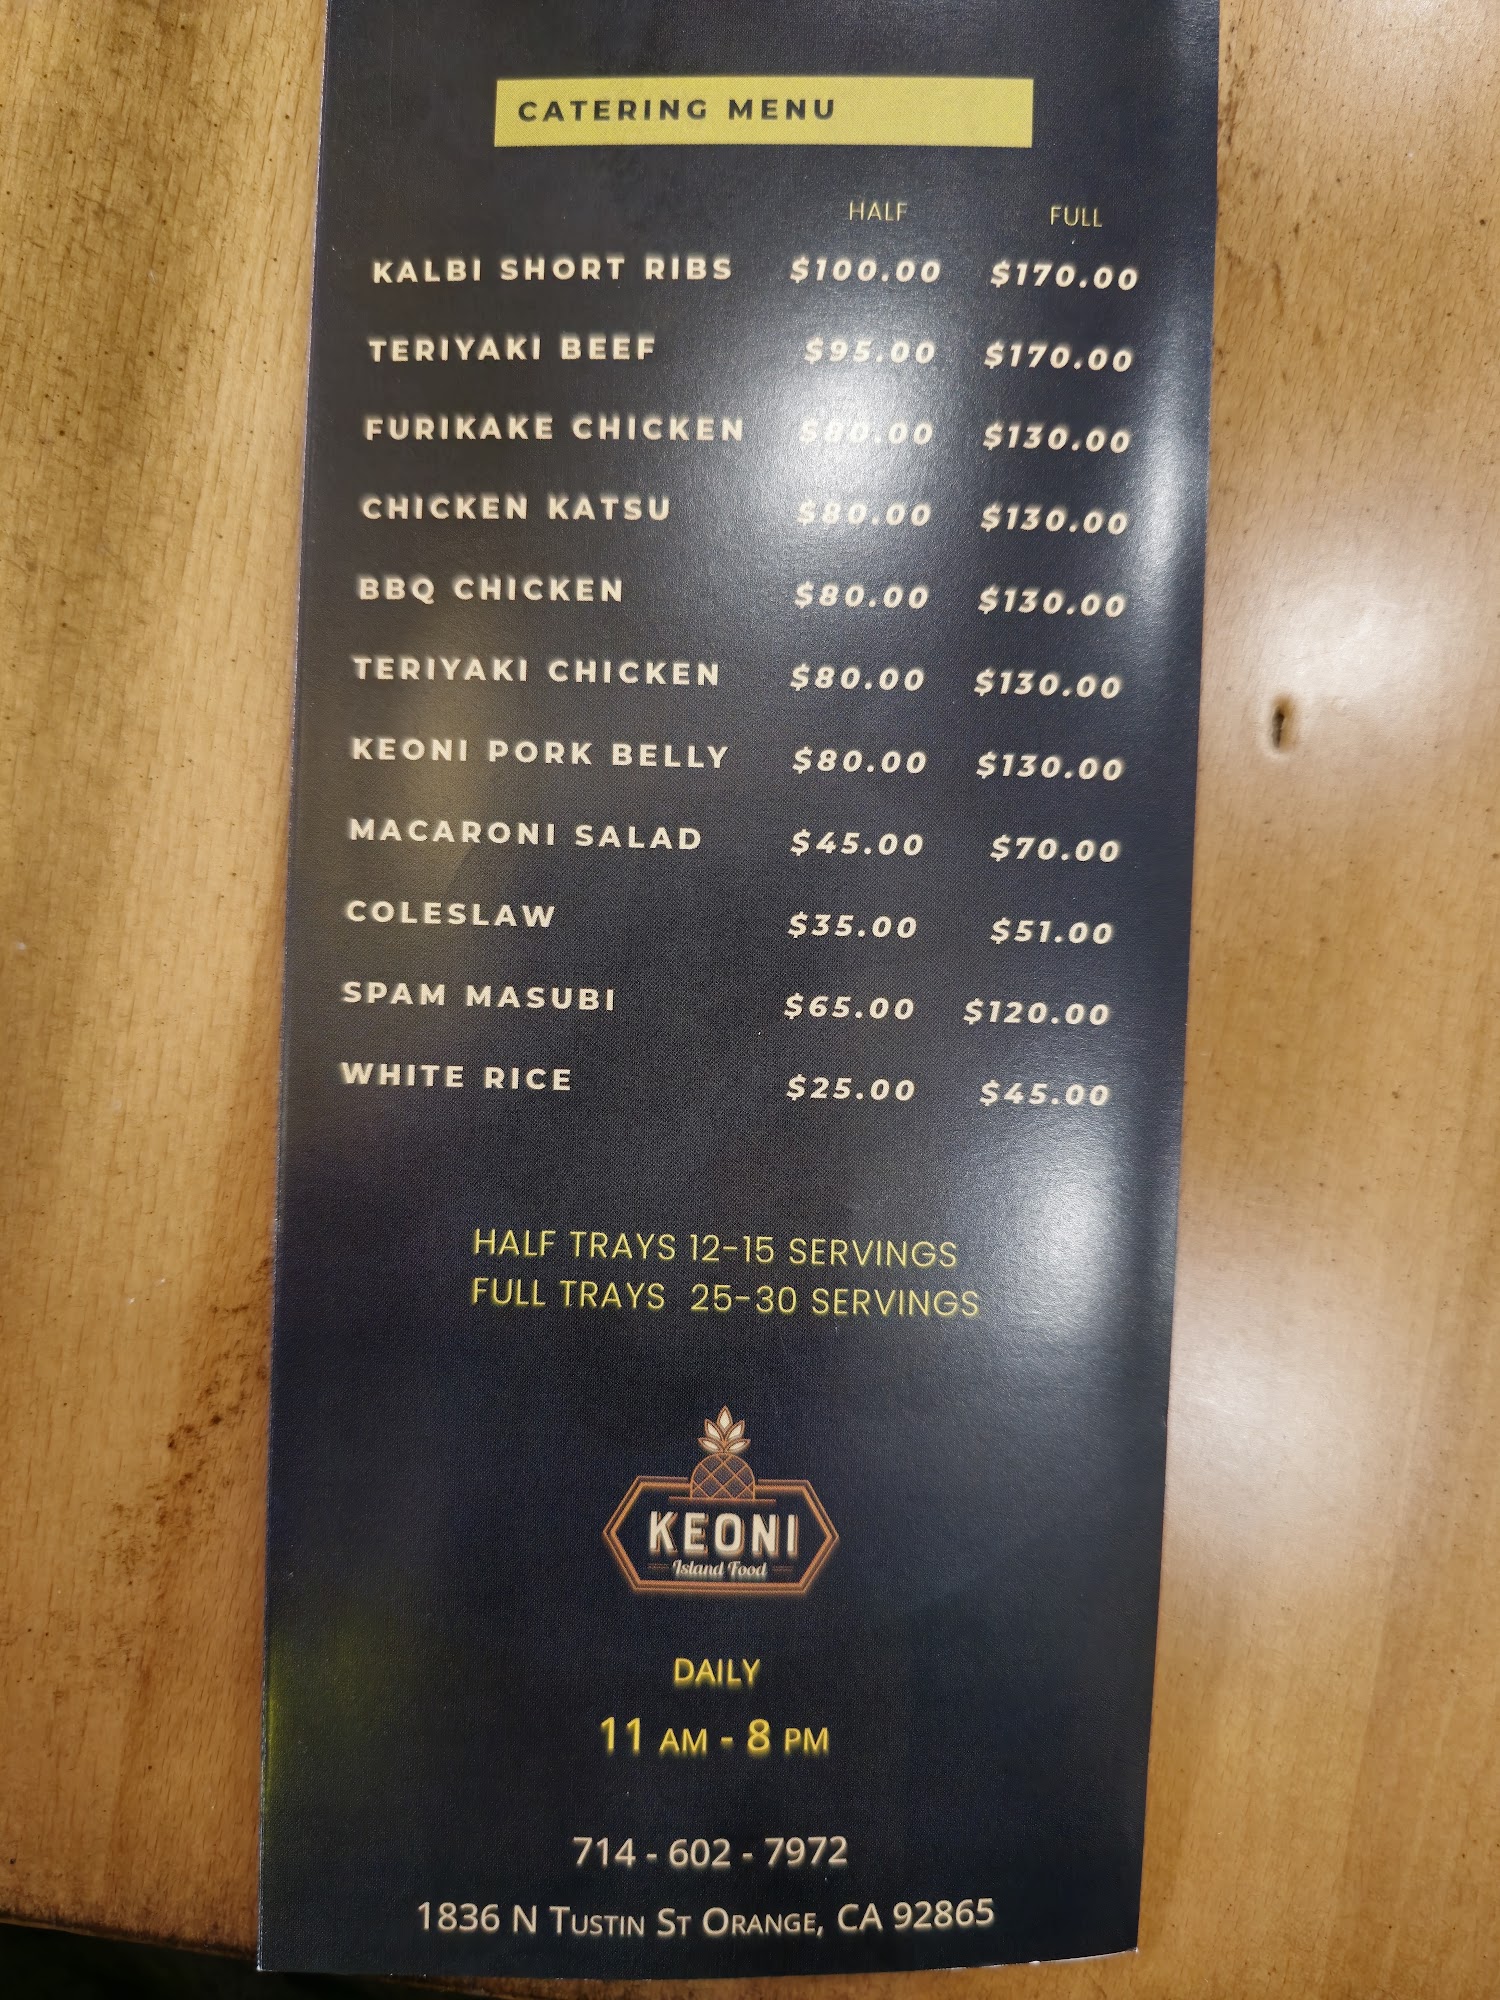 CATERING MENU
HALF FULL
KALBI SHORT RIBS $100.00 $170.00
TERIYAKI BEEF $95.00 $170.00
FURIKAKE CHICKEN $80.00 $130.00
CHICKEN KATSU $80.00 $130.00
BBQ CHICKEN $80.00 $130.00
TERIYAKI CHICKEN $80.00 $130.00
KEONI PORK BELLY $80.00 $130.00
MACARONI SALAD $45.00 $70.00
COLESLAW $35.00 $51.00
SPAM MASUBI $65.00 $120.00
WHITE RICE $25.00 $45.00
HALF TRAYS 12-15 SERVINGS
FULL TRAYS 25-30 SERVINGS
KEONI
Island Food
DAILY
11 AM - 8 PM
714 - 602 - 7972
1836 N TUSTIN ST ORANGE, CA 92865